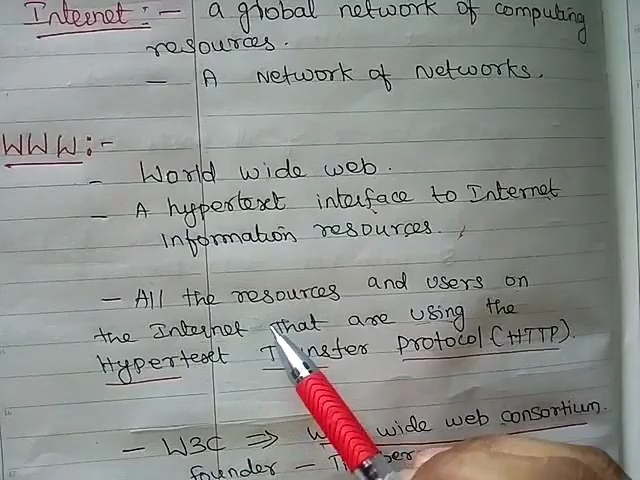 Internet :- - a global network of computing
resources.
- A network of networks.
WWW :-
- World wide web.
- A hypertext interface to Internet
information resources.
- All the resources and users on
the Internet that are using the
Hypertext Transfer Protocol (HTTP).
- W3C ⇒ wide web consortium.
founder -